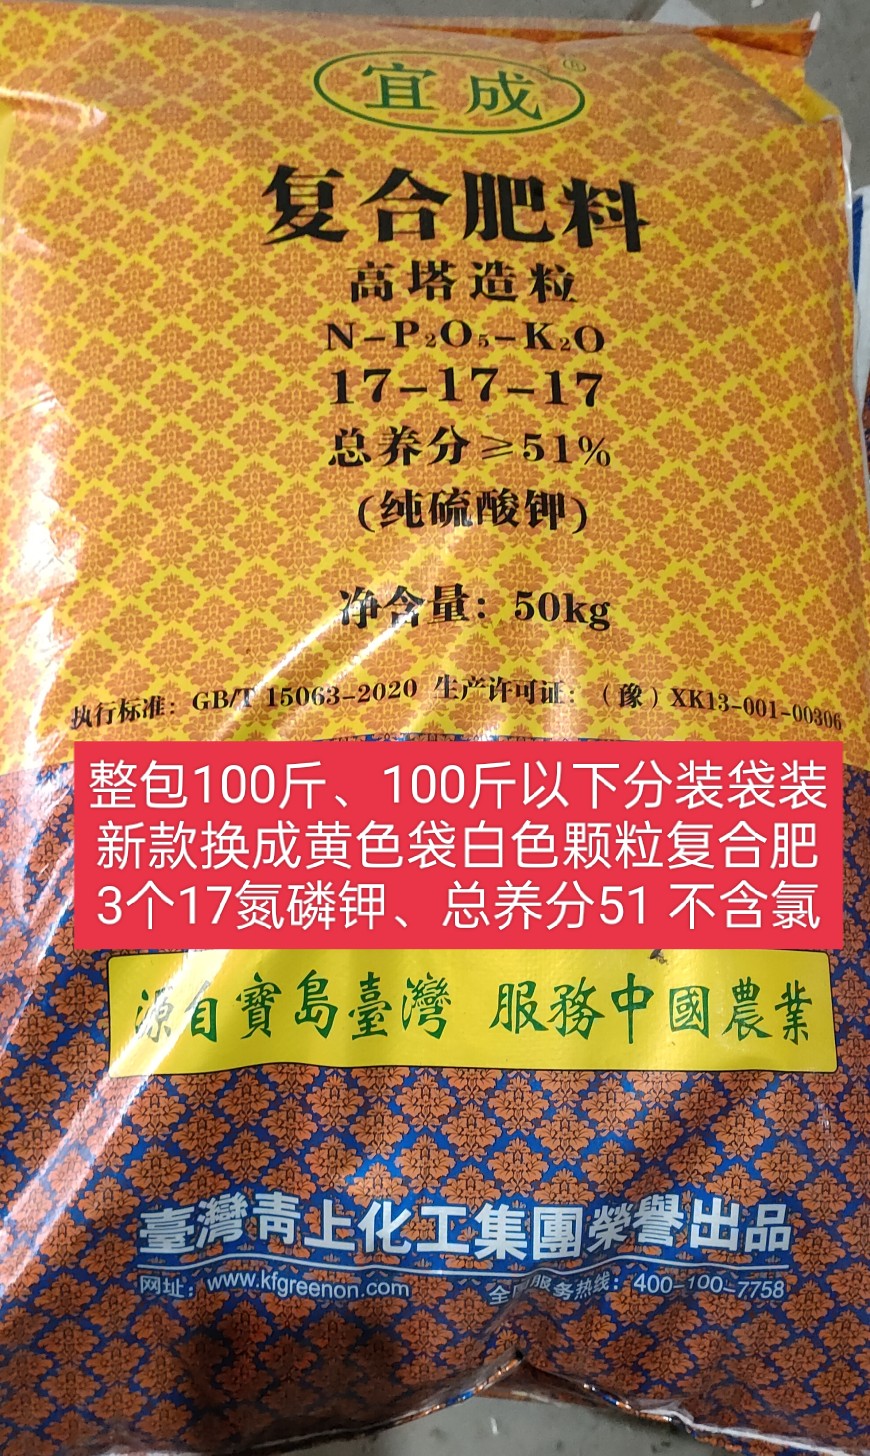 宜成®
复合肥料
高塔造粒
N-P₂O₅-K₂O
17-17-17
总养分≥51%
(纯硫酸钾)
净含量：50kg
执行标准：GB/T 15063-2020 生产许可证：（豫）XK13-001-00306
整包100斤、100斤以下分装袋装
新款换成黄色袋白色颗粒复合肥
3个17氮磷钾、总养分51 不含氯
源自寶島臺灣 服務中國農業
臺灣青上化工集團榮譽出品
网址：www.kfgreenon.com 全国服务热线：400-100-7758